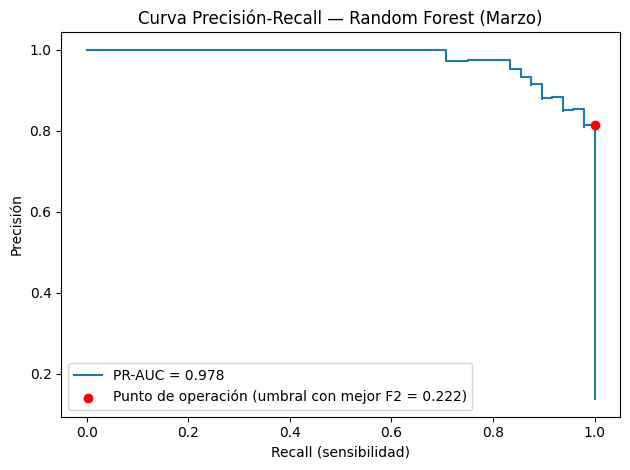 Curva Precisión-Recall — Random Forest (Marzo)
Precisión
1.0
0.8
0.6
0.4
0.2
PR-AUC = 0.978
Punto de operación (umbral con mejor F2 = 0.222)
0.0
0.2
0.4
0.6
0.8
1.0
Recall (sensibilidad)